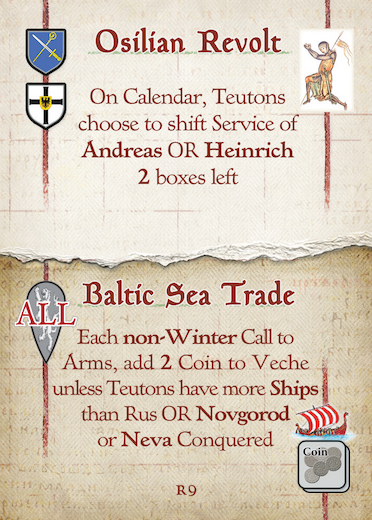 Osilian Revolt
On Calendar, Teutons
choose to shift Service of
Andreas OR Heinrich
2 boxes left
Baltic Sea Trade
ALL
Each non-Winter Call to
Arms, add 2 Coin to Veche
unless Teutons have more Ships
than Rus OR Novgorod
or Neva Conquered
Coin
R9